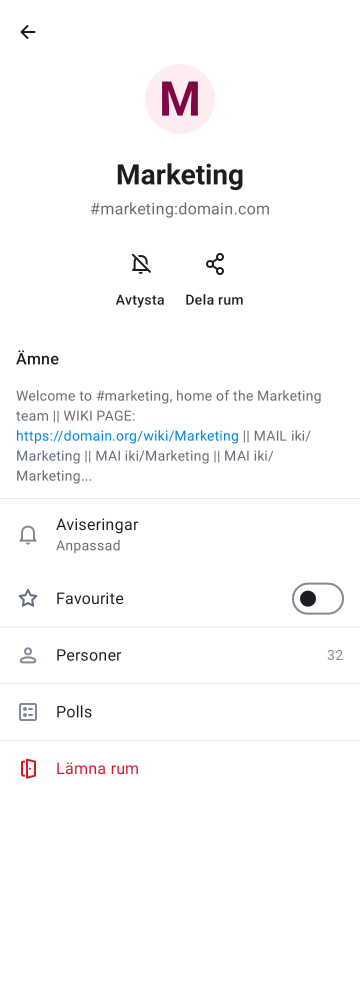 M
Marketing
#marketing:domain.com
Avtysta
Dela rum
Ämne
Welcome to #marketing, home of the Marketing
team || WIKI PAGE:
https://domain.org/wiki/Marketing || MAIL iki/
Marketing || MAI iki/Marketing || MAI iki/
Marketing...
Aviseringar
Anpassad
Favourite
Personer 32
Polls
Lämna rum